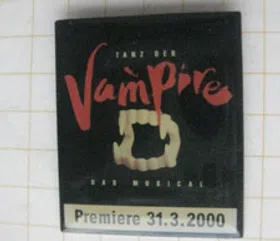 TANZ DER
Vampire
DAS MUSICAL
Premiere 31.3.2000